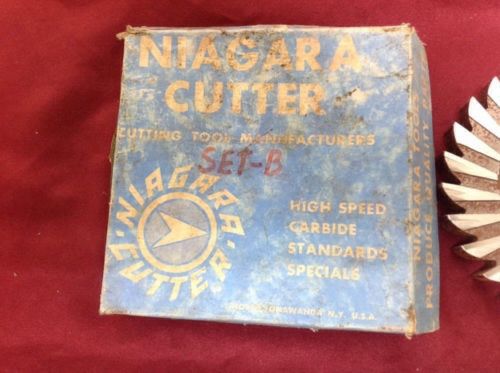 NIAGARA
CUTTER
CUTTING TOOL MANUFACTURERS
SET-B
NIAGARA
CUTTER
HIGH SPEED
CARBIDE
STANDARDS
SPECIALS
TONAWANDA N.Y. U.S.A.
NIAGARA TOOLS
PRODUCE QUALITY